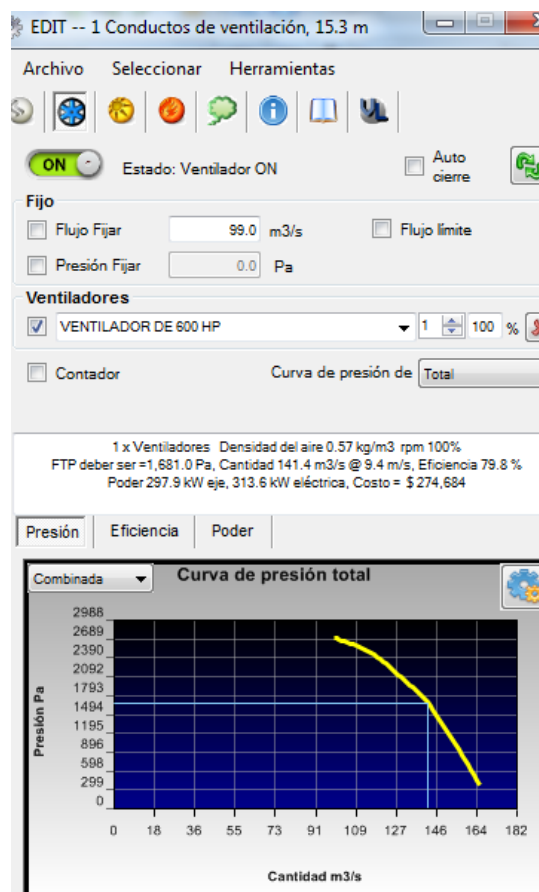 EDIT -- 1 Conductos de ventilación, 15.3 m
Archivo Seleccionar Herramientas
ON Estado: Ventilador ON Auto cierre
Fijo
Flujo Fijar 99.0 m3/s Flujo límite
Presión Fijar 0.0 Pa
Ventiladores
VENTILADOR DE 600 HP 1 100 %
Contador Curva de presión de Total
1 x Ventiladores Densidad del aire 0.57 kg/m3 rpm 100%
FTP deber ser =1,681.0 Pa, Cantidad 141.4 m3/s @ 9.4 m/s, Eficiencia 79.8 %
Poder 297.9 kW eje, 313.6 kW eléctrica, Costo = $ 274,684
Presión Eficiencia Poder
Combinada Curva de presión total
2988
2689
2390
2092
1793
1494
1195
896
598
299
0
Presión Pa
0 18 36 55 73 91 109 127 146 164 182
Cantidad m3/s